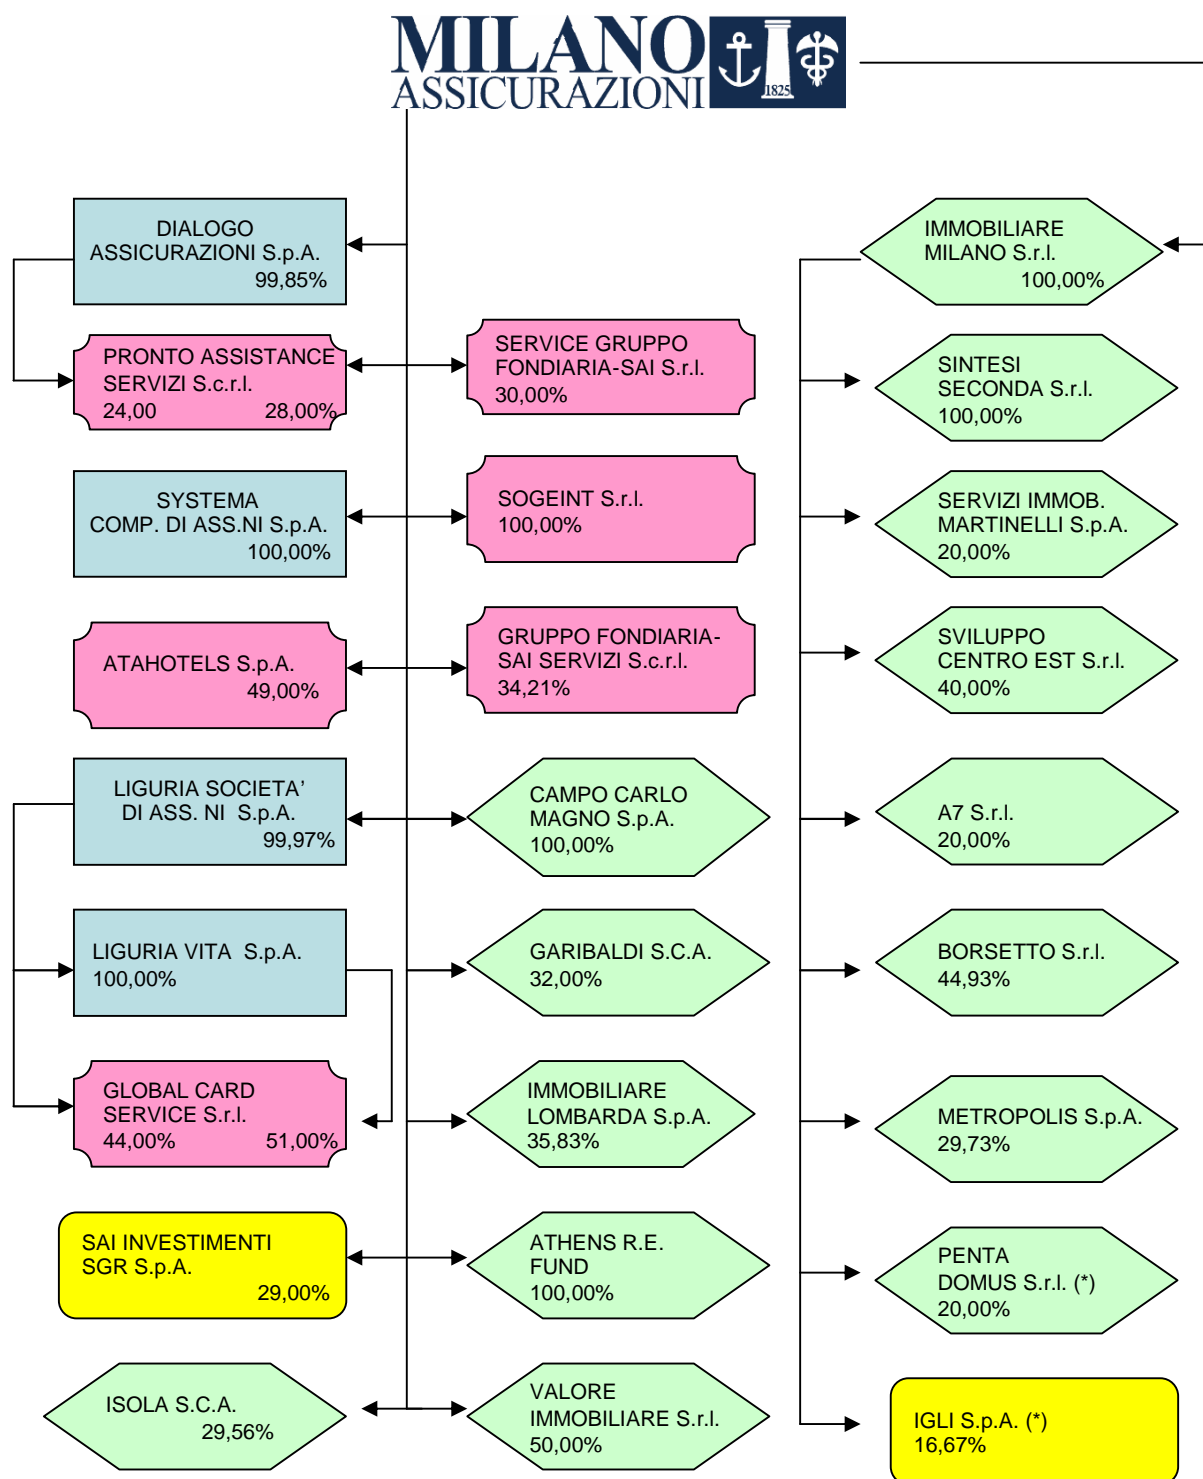 MILANO
ASSICURAZIONI
1825
DIALOGO
ASSICURAZIONI S.p.A.
99,85%
PRONTO ASSISTANCE
SERVIZI S.c.r.l.
24,00 28,00%
SYSTEMA
COMP. DI ASS.NI S.p.A.
100,00%
ATAHOTELS S.p.A.
49,00%
LIGURIA SOCIETA’
DI ASS. NI S.p.A.
99,97%
LIGURIA VITA S.p.A.
100,00%
GLOBAL CARD
SERVICE S.r.l.
44,00% 51,00%
SAI INVESTIMENTI
SGR S.p.A.
29,00%
ISOLA S.C.A.
29,56%
SERVICE GRUPPO
FONDIARIA-SAI S.r.l.
30,00%
SOGEINT S.r.l.
100,00%
GRUPPO FONDIARIA-
SAI SERVIZI S.c.r.l.
34,21%
CAMPO CARLO
MAGNO S.p.A.
100,00%
GARIBALDI S.C.A.
32,00%
IMMOBILIARE
LOMBARDA S.p.A.
35,83%
ATHENS R.E.
FUND
100,00%
VALORE
IMMOBILIARE S.r.l.
50,00%
IMMOBILIARE
MILANO S.r.l.
100,00%
SINTESI
SECONDA S.r.l.
100,00%
SERVIZI IMMOB.
MARTINELLI S.p.A.
20,00%
SVILUPPO
CENTRO EST S.r.l.
40,00%
A7 S.r.l.
20,00%
BORSETTO S.r.l.
44,93%
METROPOLIS S.p.A.
29,73%
PENTA
DOMUS S.r.l. (*)
20,00%
IGLI S.p.A. (*)
16,67%